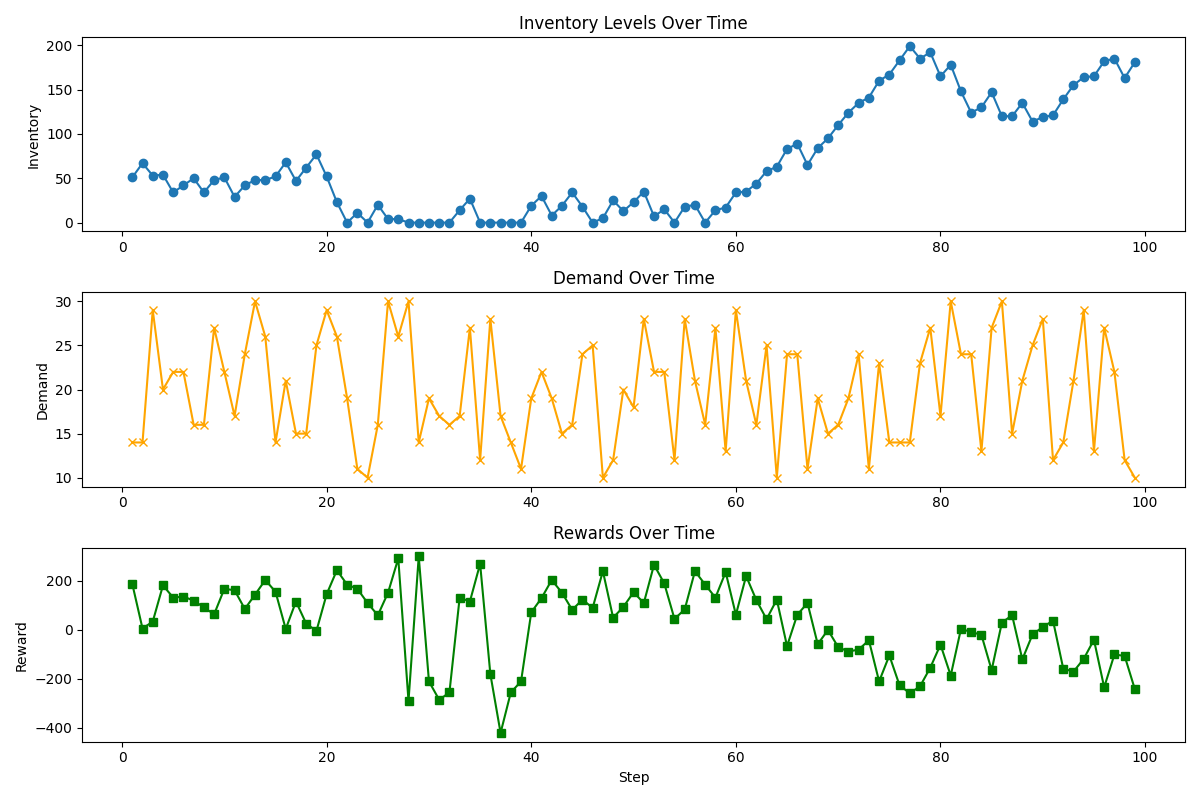 Inventory Levels Over Time
Inventory
200
150
100
50
0
0 20 40 60 80 100
Demand Over Time
Demand
30
25
20
15
10
0 20 40 60 80 100
Rewards Over Time
Reward
200
0
−200
−400
0 20 40 60 80 100
Step